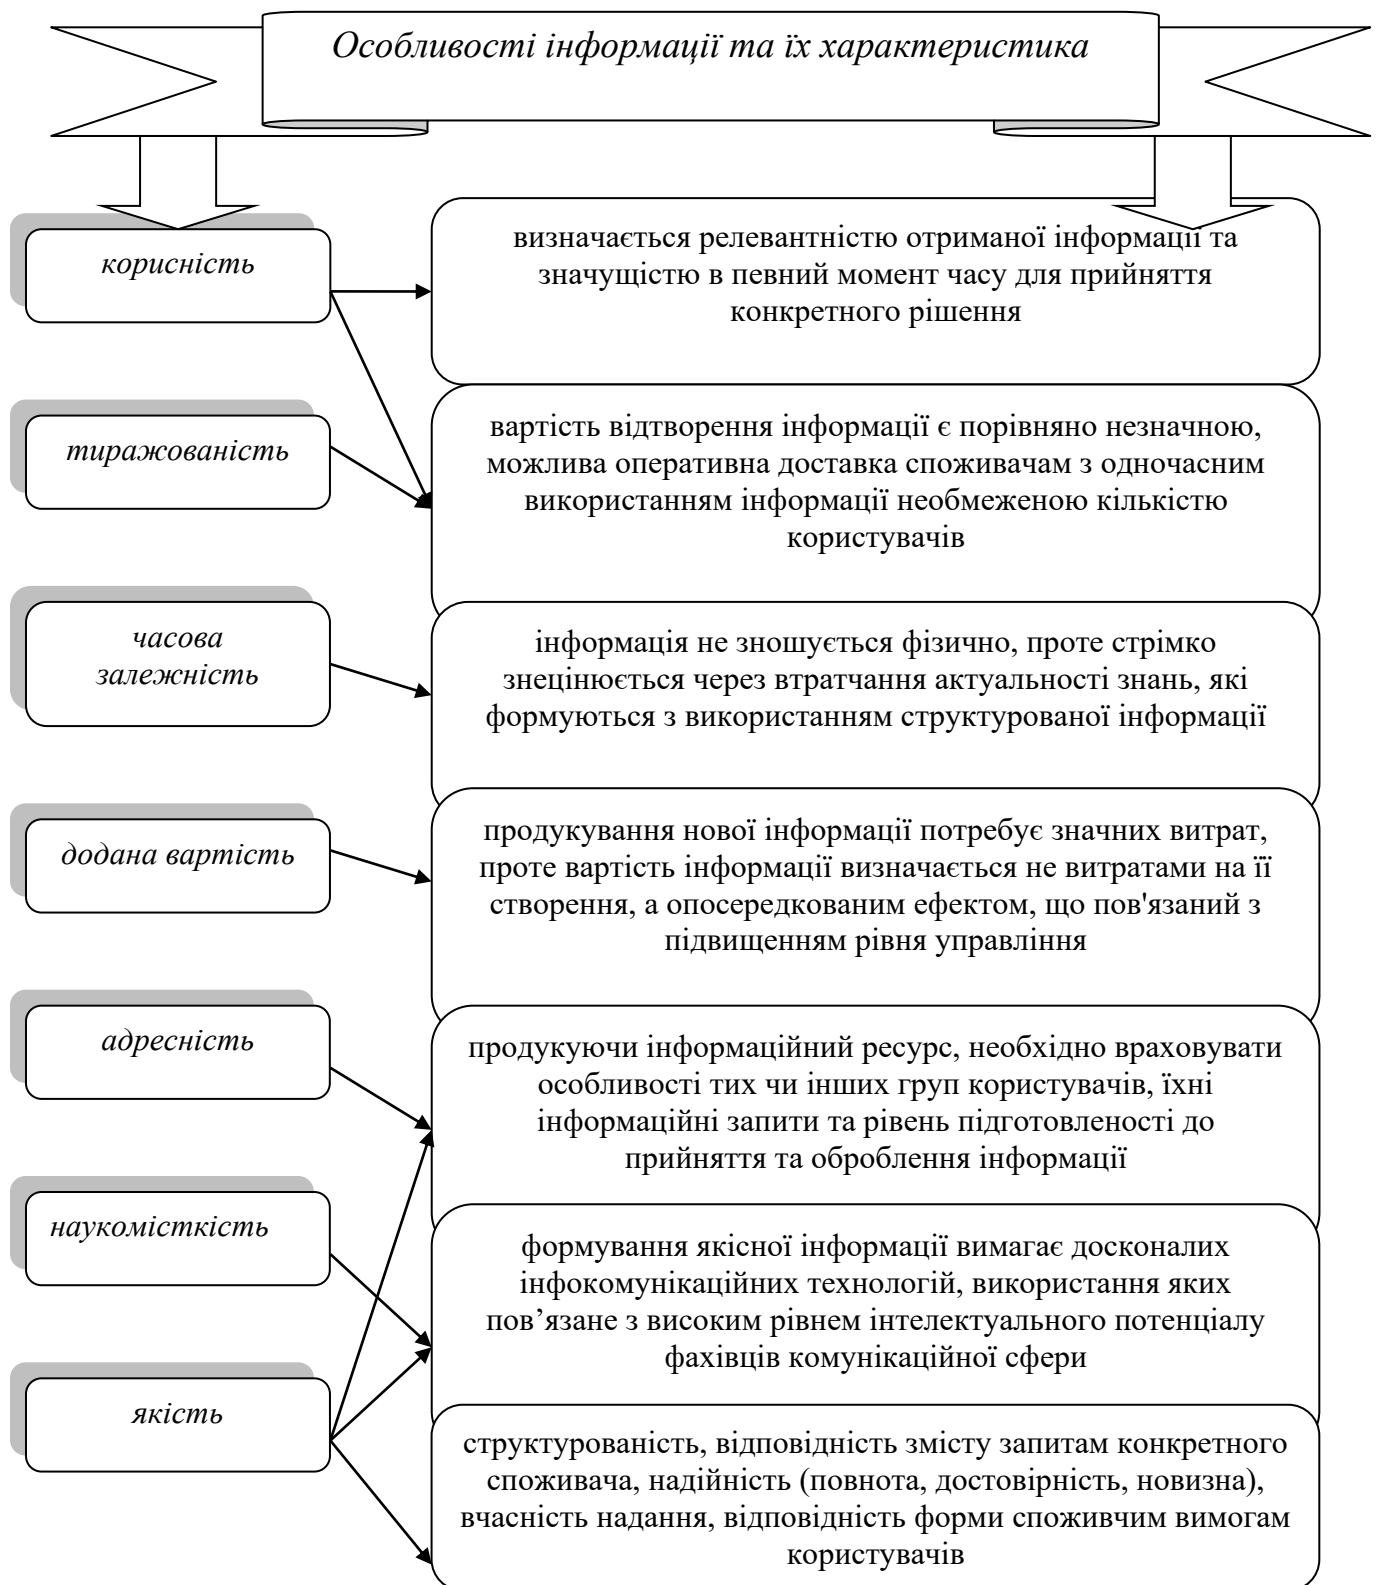 Особливості інформації та їх характеристика
корисність
визначається релевантністю отриманої інформації та
значущістю в певний момент часу для прийняття
конкретного рішення
тиражованість
вартість відтворення інформації є порівняно незначною,
можлива оперативна доставка споживачам з одночасним
використанням інформації необмеженою кількістю
користувачів
часова
залежність
інформація не зношується фізично, проте стрімко
знецінюється через втратчання актуальності знань, які
формуються з використанням структурованої інформації
додана вартість
продукування нової інформації потребує значних витрат,
проте вартість інформації визначається не витратами на її
створення, а опосередкованим ефектом, що пов'язаний з
підвищенням рівня управління
адресність
продукуючи інформаційний ресурс, необхідно враховувати
особливості тих чи інших груп користувачів, їхні
інформаційні запити та рівень підготовленості до
прийняття та оброблення інформації
наукомісткість
формування якісної інформації вимагає досконалих
інфокомунікаційних технологій, використання яких
пов’язане з високим рівнем інтелектуального потенціалу
фахівців комунікаційної сфери
якість
структурованість, відповідність змісту запитам конкретного
споживача, надійність (повнота, достовірність, новизна),
вчасність надання, відповідність форми споживчим вимогам
користувачів